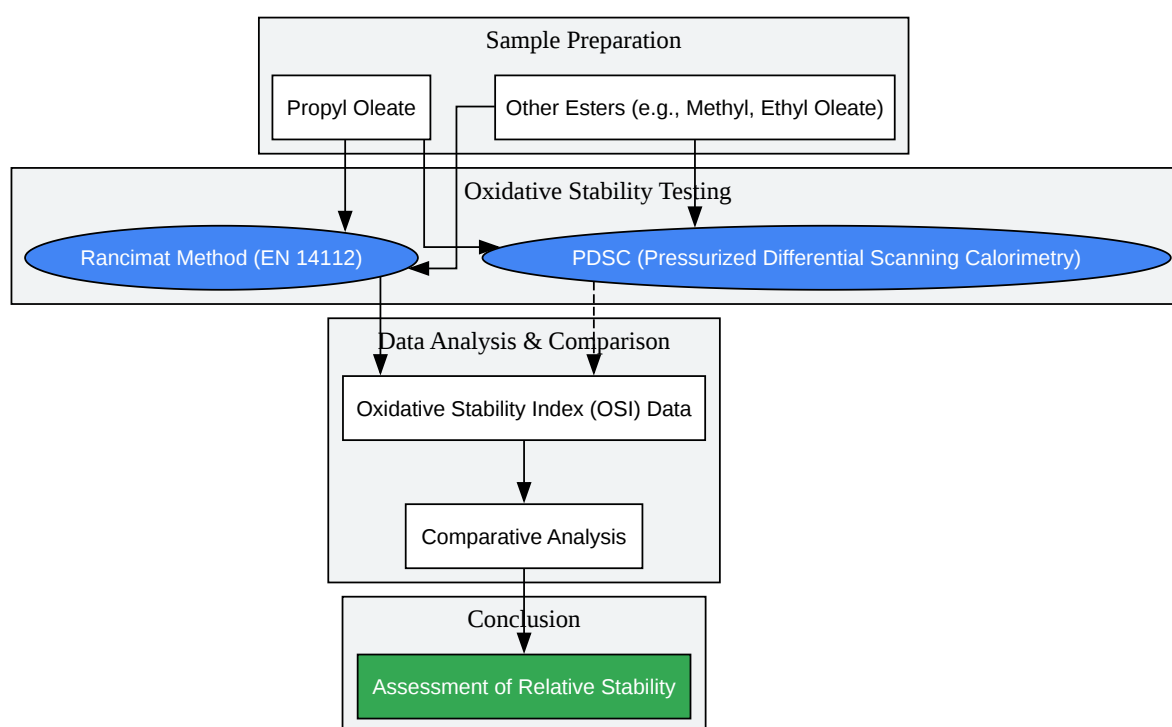 Sample Preparation
Propyl Oleate
Other Esters (e.g., Methyl, Ethyl Oleate)
Oxidative Stability Testing
Rancimat Method (EN 14112)
PDSC (Pressurized Differential Scanning Calorimetry)
Data Analysis & Comparison
Oxidative Stability Index (OSI) Data
Comparative Analysis
Conclusion
Assessment of Relative Stability